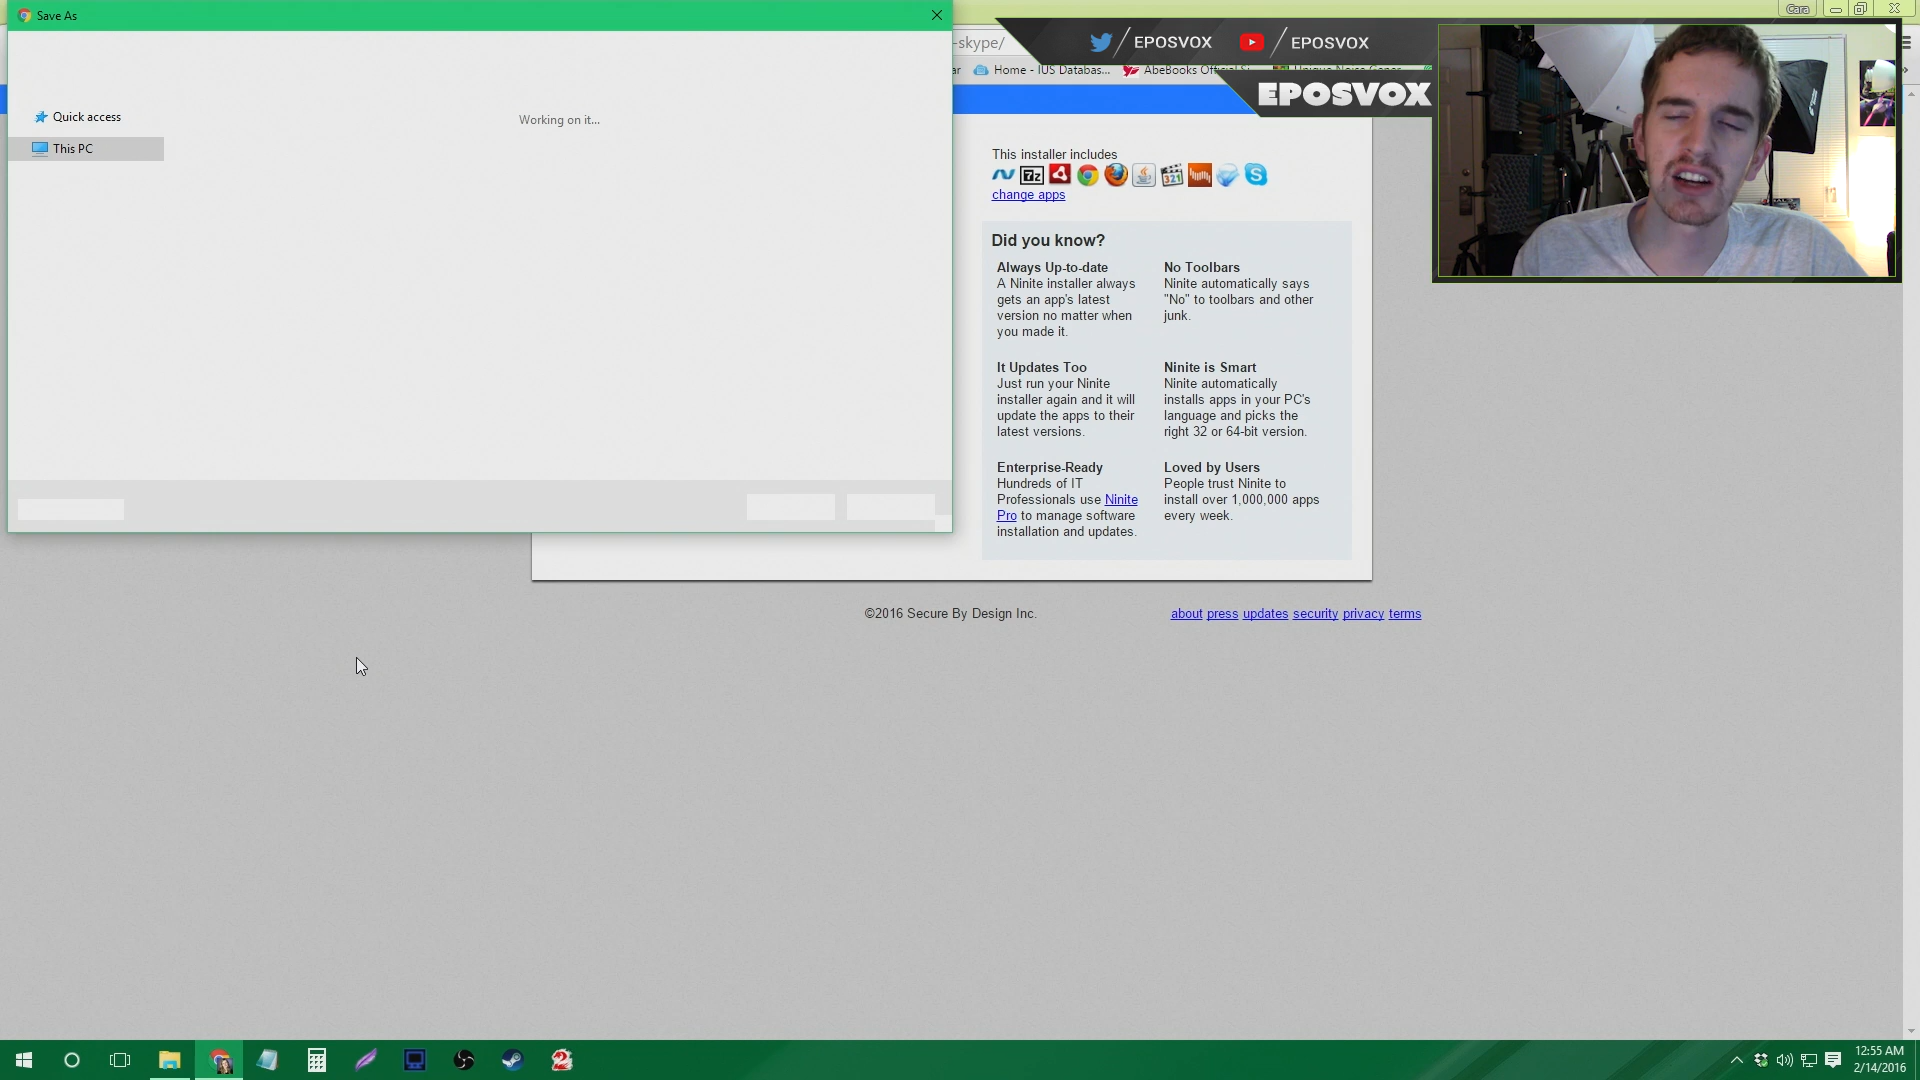 Save As
Cara
-skype/
EPOSVOX
EPOSVOX
Home - IUS Databas...
EPOSVOX
Quick access
This PC
Working on it...
This installer includes
7z
321
change apps
Did you know?
Always Up-to-date
A Ninite installer always
gets an app's latest
version no matter when
you made it.
No Toolbars
Ninite automatically says
"No" to toolbars and other
junk.
It Updates Too
Just run your Ninite
installer again and it will
update the apps to their
latest versions.
Ninite is Smart
Ninite automatically
installs apps in your PC's
language and picks the
right 32 or 64-bit version.
Enterprise-Ready
Hundreds of IT
Professionals use Ninite
Pro to manage software
installation and updates.
Loved by Users
People trust Ninite to
install over 1,000,000 apps
every week.
©2016 Secure By Design Inc.
about press updates security privacy terms
12:55 AM
2/14/2016